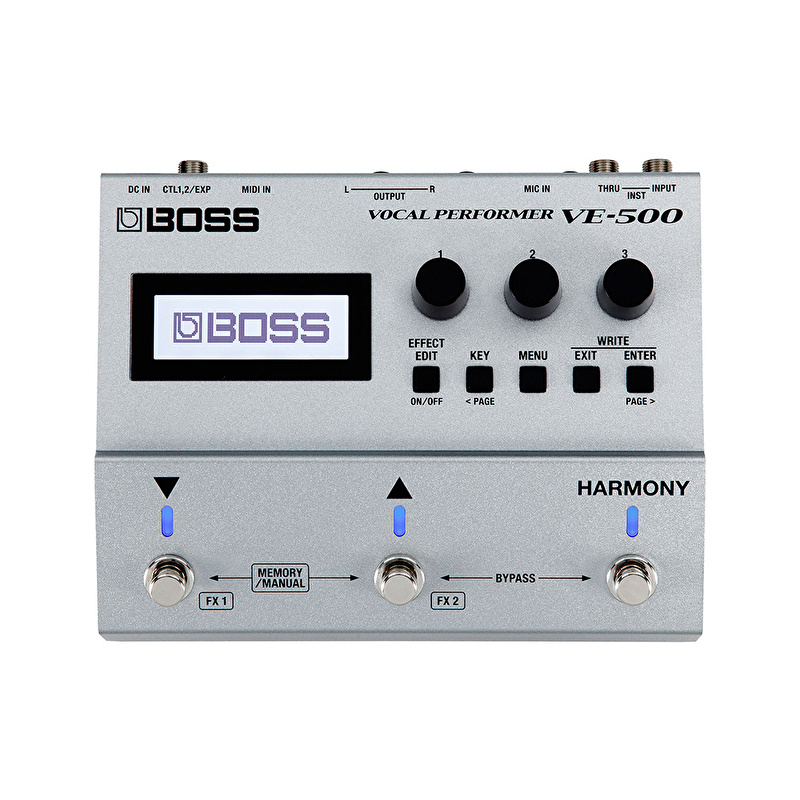 DC IN CTL1,2/EXP MIDI IN L R MIC IN THRU INPUT
OUTPUT INST
BOSS VOCAL PERFORMER VE-500
1 2 3
BOSS
EFFECT WRITE
EDIT KEY MENU EXIT ENTER
ON/OFF < PAGE PAGE >
▼ ▲ HARMONY
MEMORY
/MANUAL BYPASS
FX 1 FX 2